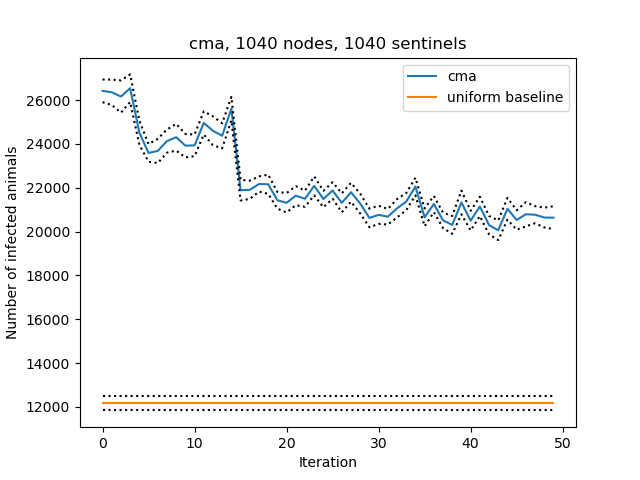 cma, 1040 nodes, 1040 sentinels
cma
uniform baseline
Number of infected animals
26000
24000
22000
20000
18000
16000
14000
12000
0 10 20 30 40 50
Iteration